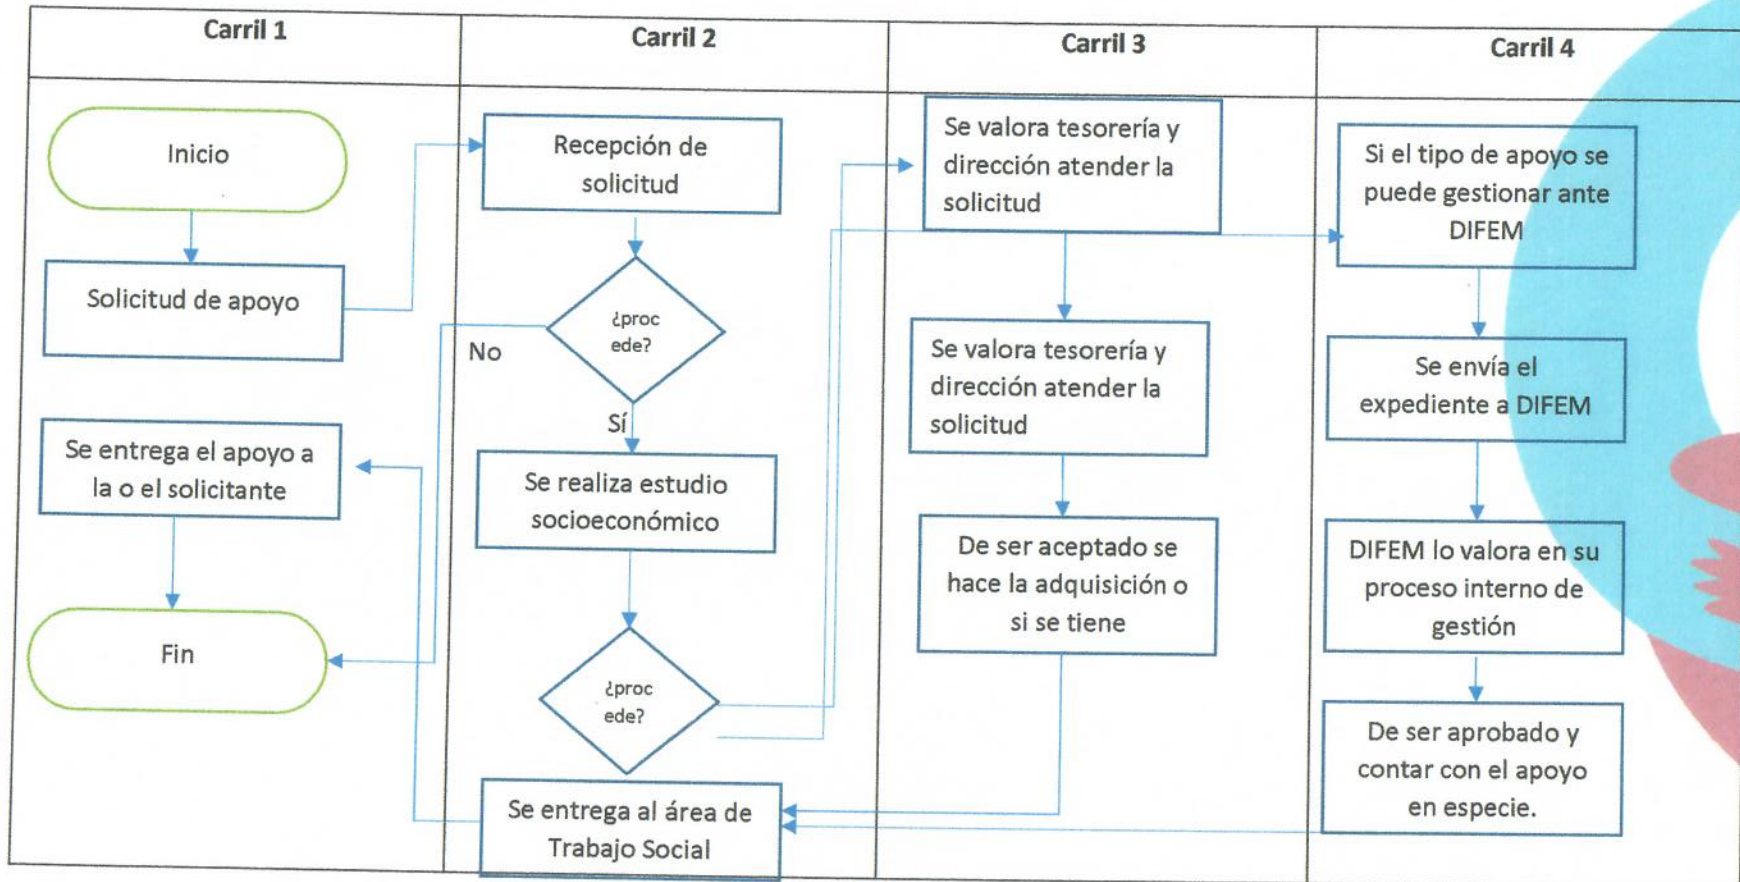 Carril 1
Carril 2
Carril 3
Carril 4
Inicio
Solicitud de apoyo
Se entrega el apoyo a
la o el solicitante
Fin
Recepción de
solicitud
¿proc
ede?
No
Sí
Se realiza estudio
socioeconómico
¿proc
ede?
Se entrega al área de
Trabajo Social
Se valora tesorería y
dirección atender la
solicitud
Se valora tesorería y
dirección atender la
solicitud
De ser aceptado se
hace la adquisición o
si se tiene
Si el tipo de apoyo se
puede gestionar ante
DIFEM
Se envía el
expediente a DIFEM
DIFEM lo valora en su
proceso interno de
gestión
De ser aprobado y
contar con el apoyo
en especie.